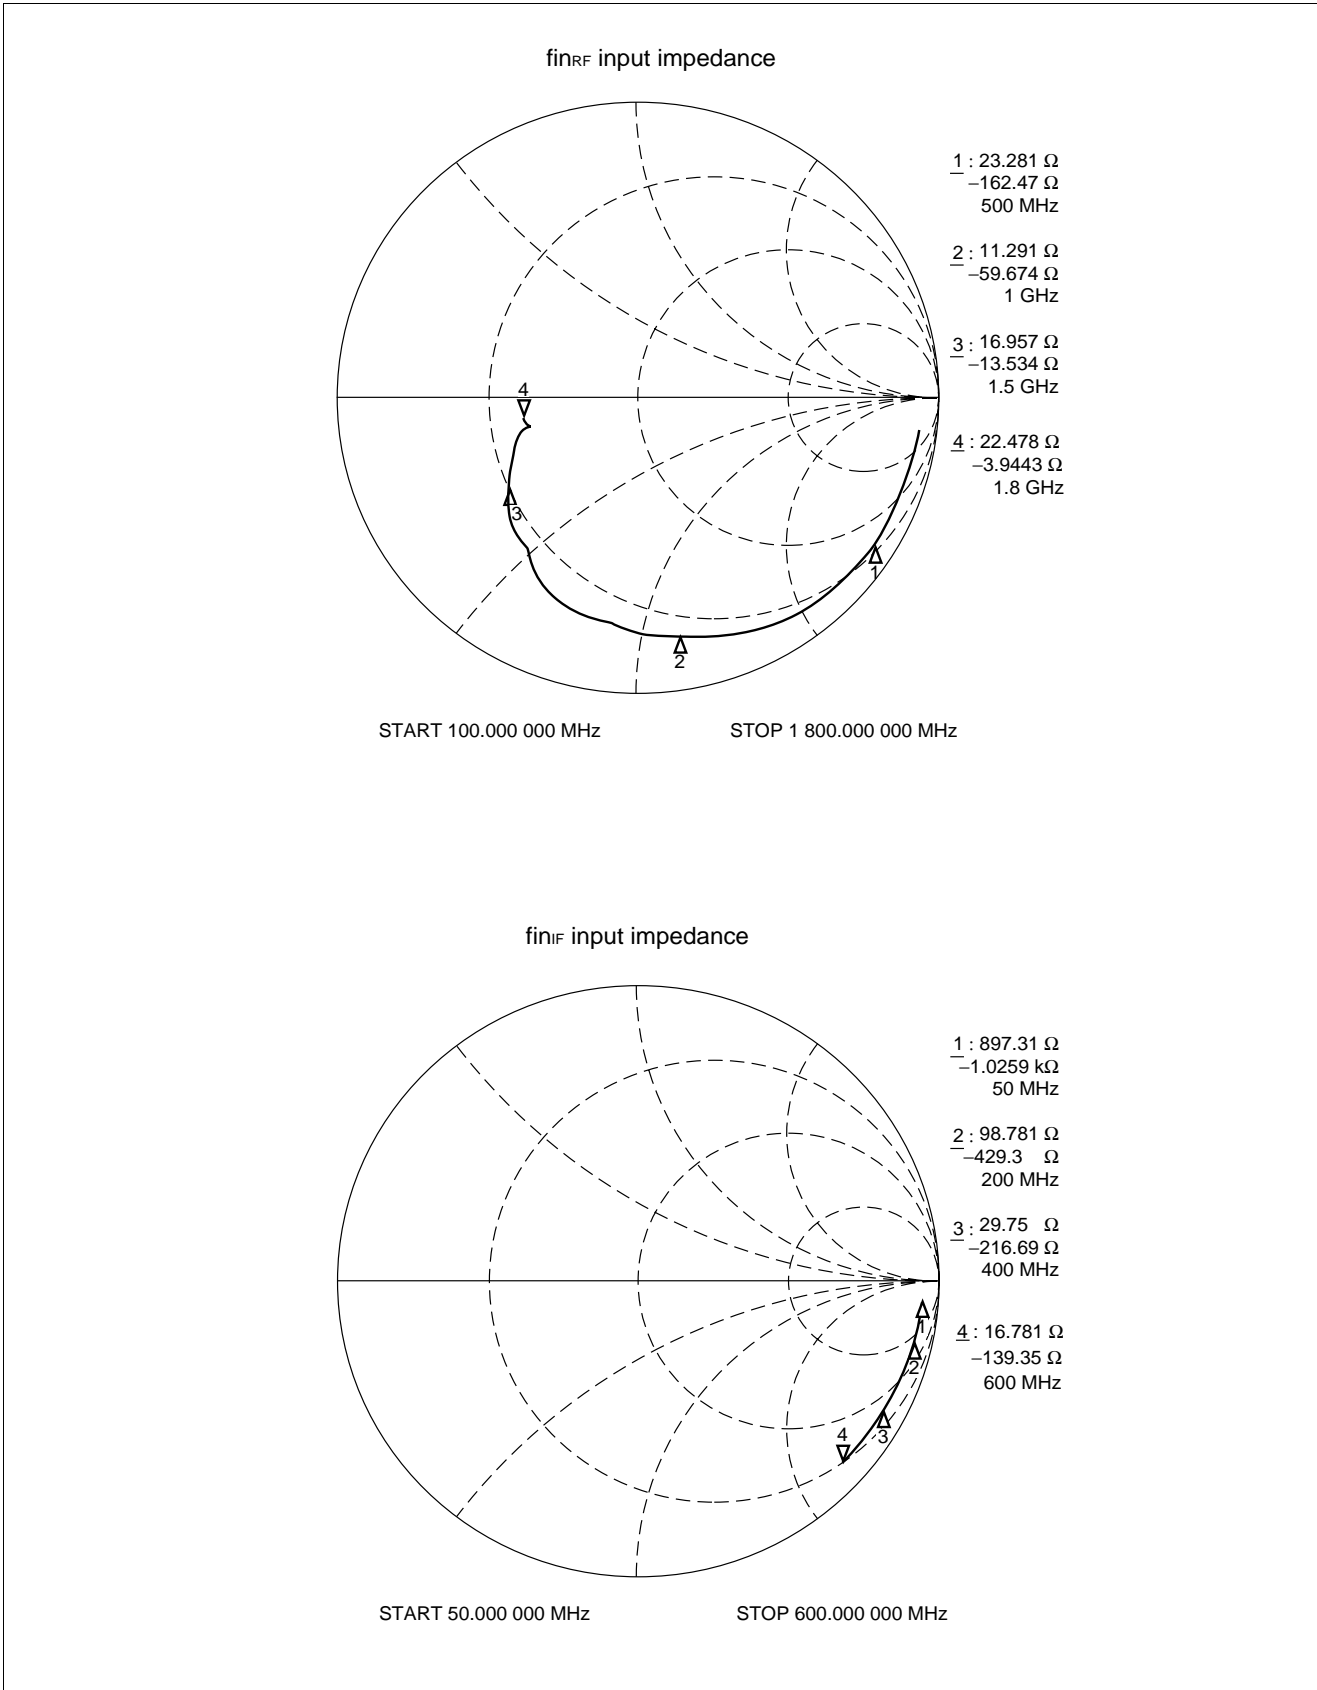 finRF input impedance
1 : 23.281 Ω
−162.47 Ω
500 MHz
2 : 11.291 Ω
−59.674 Ω
1 GHz
3 : 16.957 Ω
−13.534 Ω
1.5 GHz
4 : 22.478 Ω
−3.9443 Ω
1.8 GHz
4
3
1
2
START 100.000 000 MHz STOP 1 800.000 000 MHz
finIF input impedance
1 : 897.31 Ω
−1.0259 kΩ
50 MHz
2 : 98.781 Ω
−429.3 Ω
200 MHz
3 : 29.75 Ω
−216.69 Ω
400 MHz
4 : 16.781 Ω
−139.35 Ω
600 MHz
1
2
4
3
START 50.000 000 MHz STOP 600.000 000 MHz